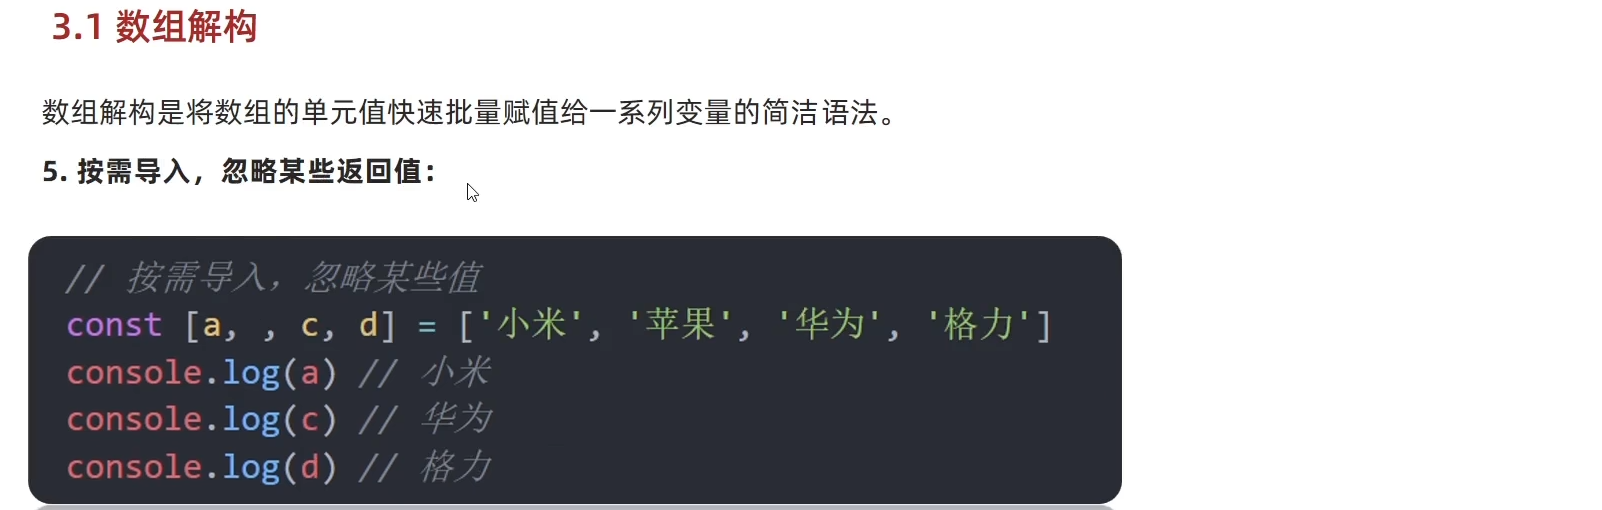 3.1 数组解构
数组解构是将数组的单元值快速批量赋值给一系列变量的简洁语法。
5. 按需导入，忽略某些返回值：
// 按需导入，忽略某些值
const [a, , c, d] = ['小米', '苹果', '华为', '格力']
console.log(a) // 小米
console.log(c) // 华为
console.log(d) // 格力